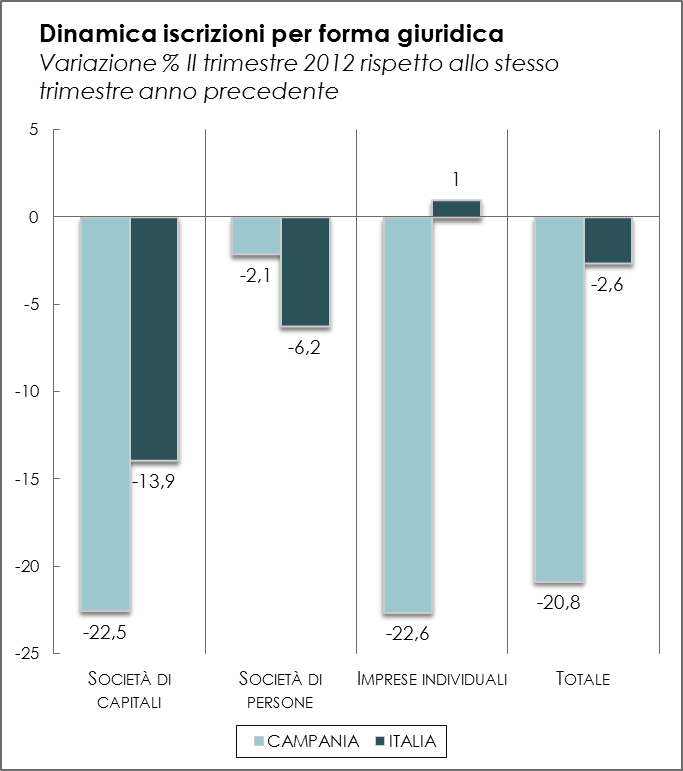 Dinamica iscrizioni per forma giuridica
Variazione % II trimestre 2012 rispetto allo stesso
trimestre anno precedente
5
0
-5
-10
-15
-20
-25
1
-2,1
-2,6
-6,2
-13,9
-20,8
-22,5
-22,6
SOCIETÀ DI
CAPITALI
SOCIETÀ DI
PERSONE
IMPRESE INDIVIDUALI
TOTALE
CAMPANIA
ITALIA